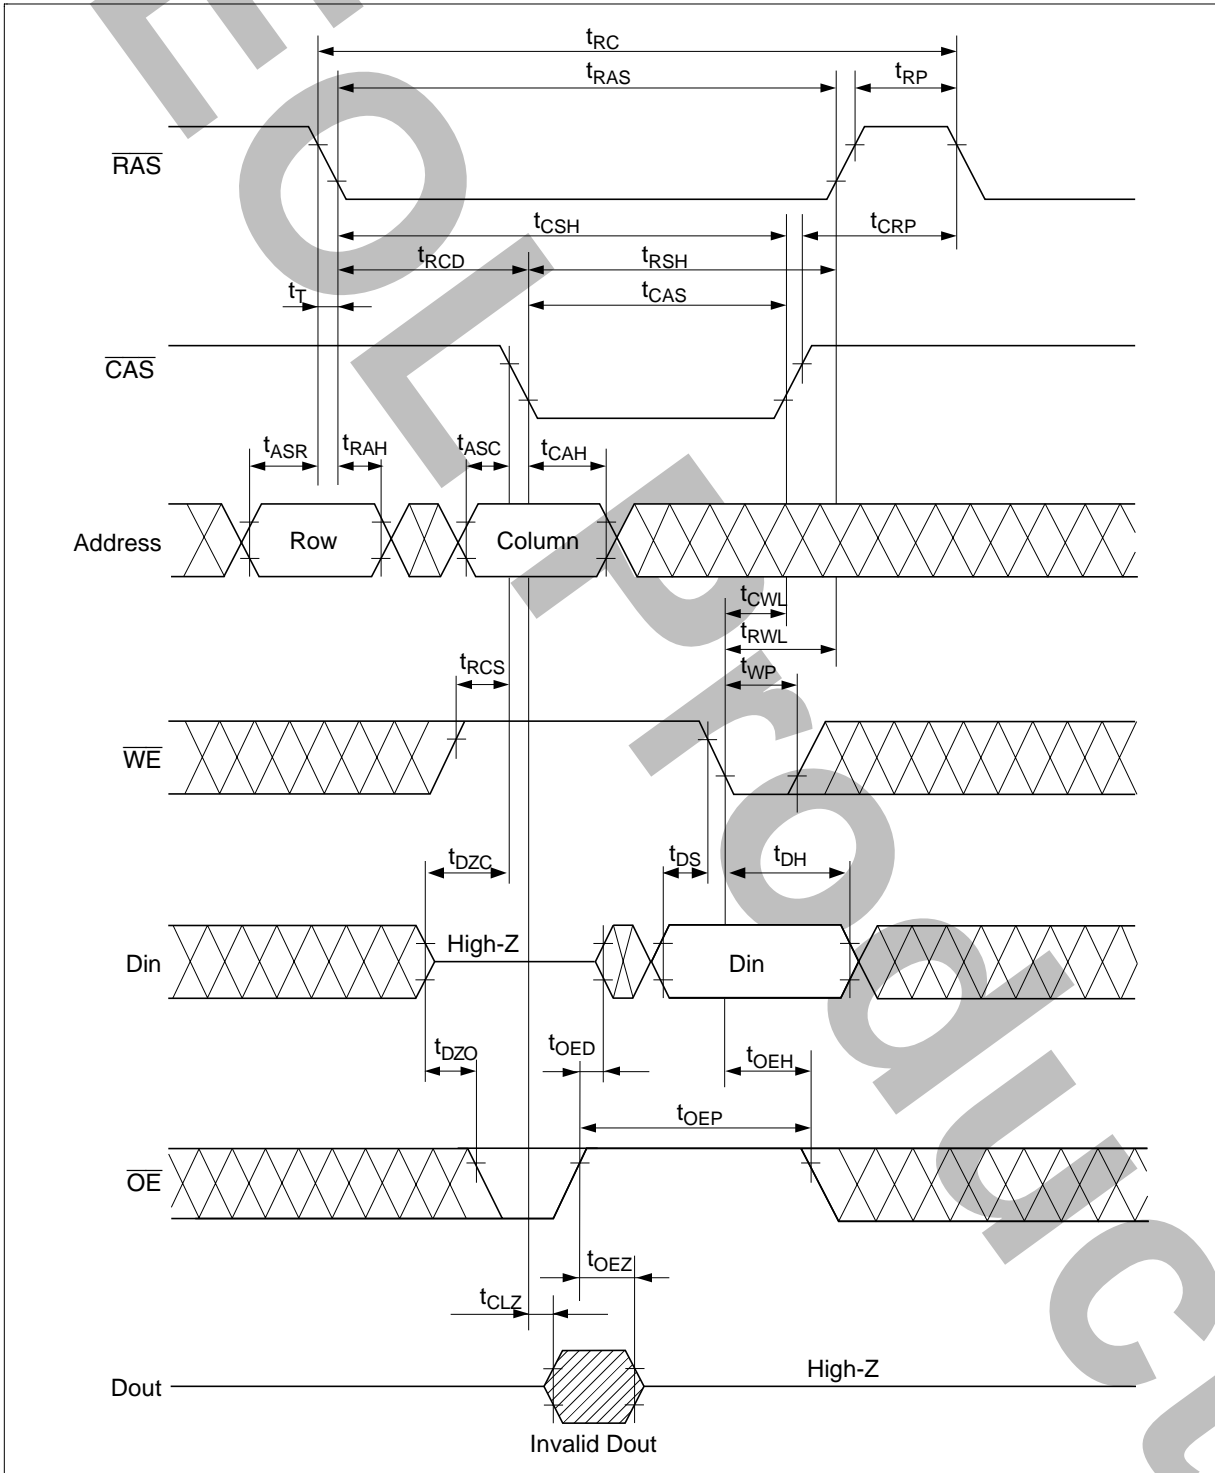 EOL Product
tRC
tRAS
tRP
RAS
tCSH
tCRP
tRCD
tRSH
tT
tCAS
CAS
tASR
tRAH
tASC
tCAH
Address
Row
Column
tCWL
tRWL
tRCS
tWP
WE
tDZC
tDS
tDH
Din
High-Z
Din
tDZO
tOED
tOEH
tOEP
OE
tOEZ
tCLZ
Dout
High-Z
Invalid Dout